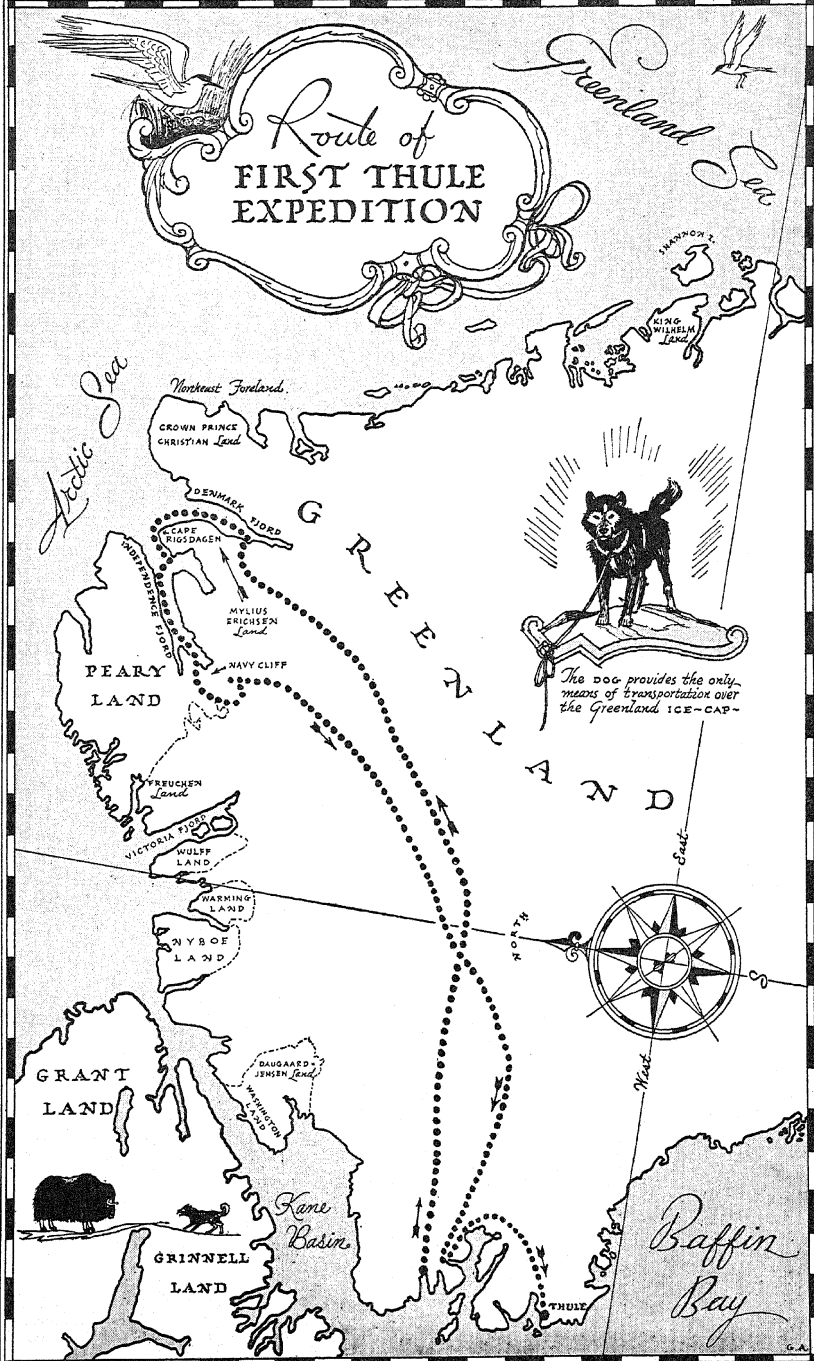 Route of
FIRST THULE
EXPEDITION
Greenland Sea
SHANNON I.
KING
WILHELM
Land
Arctic Sea
Northeast Foreland.
CROWN PRINCE
CHRISTIAN Land
DENMARK FJORD
CAPE
RIGSDAGEN
INDEPENDENCE FJORD
MYLIUS
ERICHSEN
Land
NAVY CLIFF
PEARY
LAND
GREENLAND
The DOG provides the only
means of transportation over
the Greenland ICE-CAP-
FREUCHEN
Land
VICTORIA FJORD
WULFF
LAND
WARMING
LAND
NYBOE
LAND
East
NORTH
S
West
DAUGAARD-
JENSEN Land
WASHINGTON
LAND
GRANT
LAND
Kane
Basin
GRINNELL
LAND
THULE
Baffin
Bay
G.A.